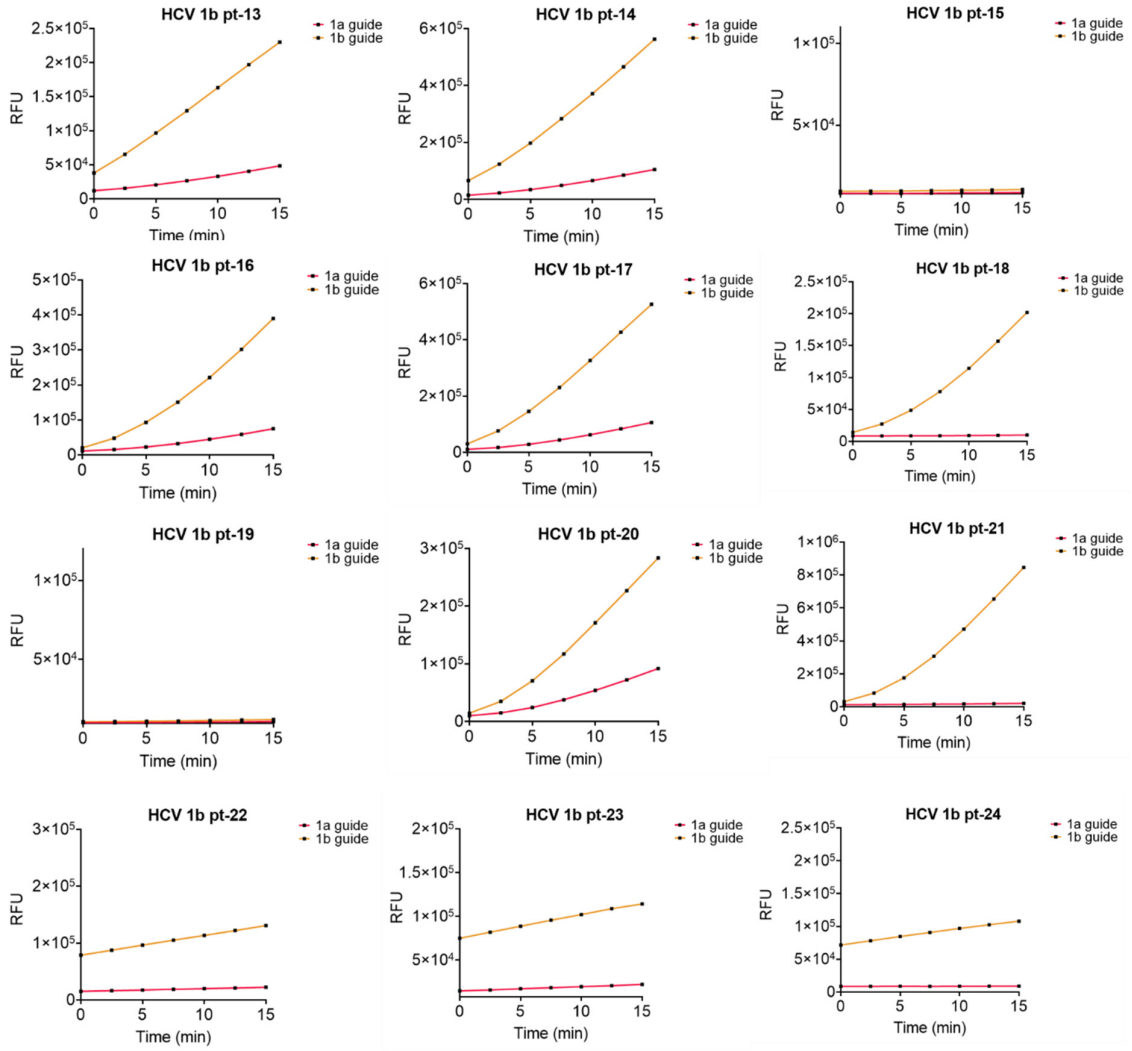 HCV 1b pt-13
1a guide
1b guide
RFU
2.5×10⁵
2×10⁵
1.5×10⁵
1×10⁵
5×10⁴
0
0 5 10 15
Time (min)
HCV 1b pt-14
1a guide
1b guide
RFU
6×10⁵
4×10⁵
2×10⁵
0
0 5 10 15
Time (min)
HCV 1b pt-15
1a guide
1b guide
RFU
1×10⁵
5×10⁴
0 5 10 15
Time (min)
HCV 1b pt-16
1a guide
1b guide
RFU
5×10⁵
4×10⁵
3×10⁵
2×10⁵
1×10⁵
0
0 5 10 15
Time (min)
HCV 1b pt-17
1a guide
1b guide
RFU
6×10⁵
4×10⁵
2×10⁵
0
0 5 10 15
Time (min)
HCV 1b pt-18
1a guide
1b guide
RFU
2.5×10⁵
2×10⁵
1.5×10⁵
1×10⁵
5×10⁴
0
0 5 10 15
Time (min)
HCV 1b pt-19
1a guide
1b guide
RFU
1×10⁵
5×10⁴
0 5 10 15
Time (min)
HCV 1b pt-20
1a guide
1b guide
RFU
3×10⁵
2×10⁵
1×10⁵
0
0 5 10 15
Time (min)
HCV 1b pt-21
1a guide
1b guide
RFU
1×10⁶
8×10⁵
6×10⁵
4×10⁵
2×10⁵
0
0 5 10 15
Time (min)
HCV 1b pt-22
1a guide
1b guide
RFU
3×10⁵
2×10⁵
1×10⁵
0
0 5 10 15
Time (min)
HCV 1b pt-23
1a guide
1b guide
RFU
2×10⁵
1.5×10⁵
1×10⁵
5×10⁴
0 5 10 15
Time (min)
HCV 1b pt-24
1a guide
1b guide
RFU
2.5×10⁵
2×10⁵
1.5×10⁵
1×10⁵
5×10⁴
0
0 5 10 15
Time (min)